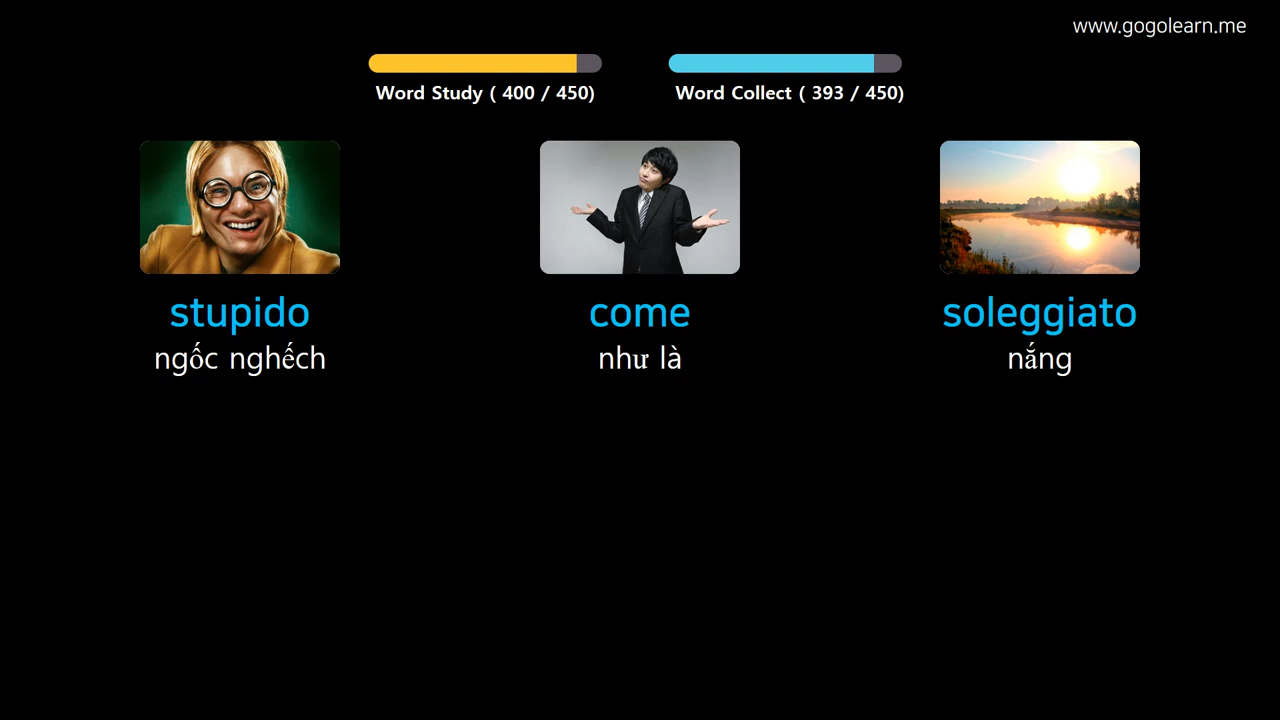 www.gogolearn.me
Word Study ( 400 / 450)
Word Collect ( 393 / 450)
stupido
come
soleggiato
ngốc nghếch
như là
nắng